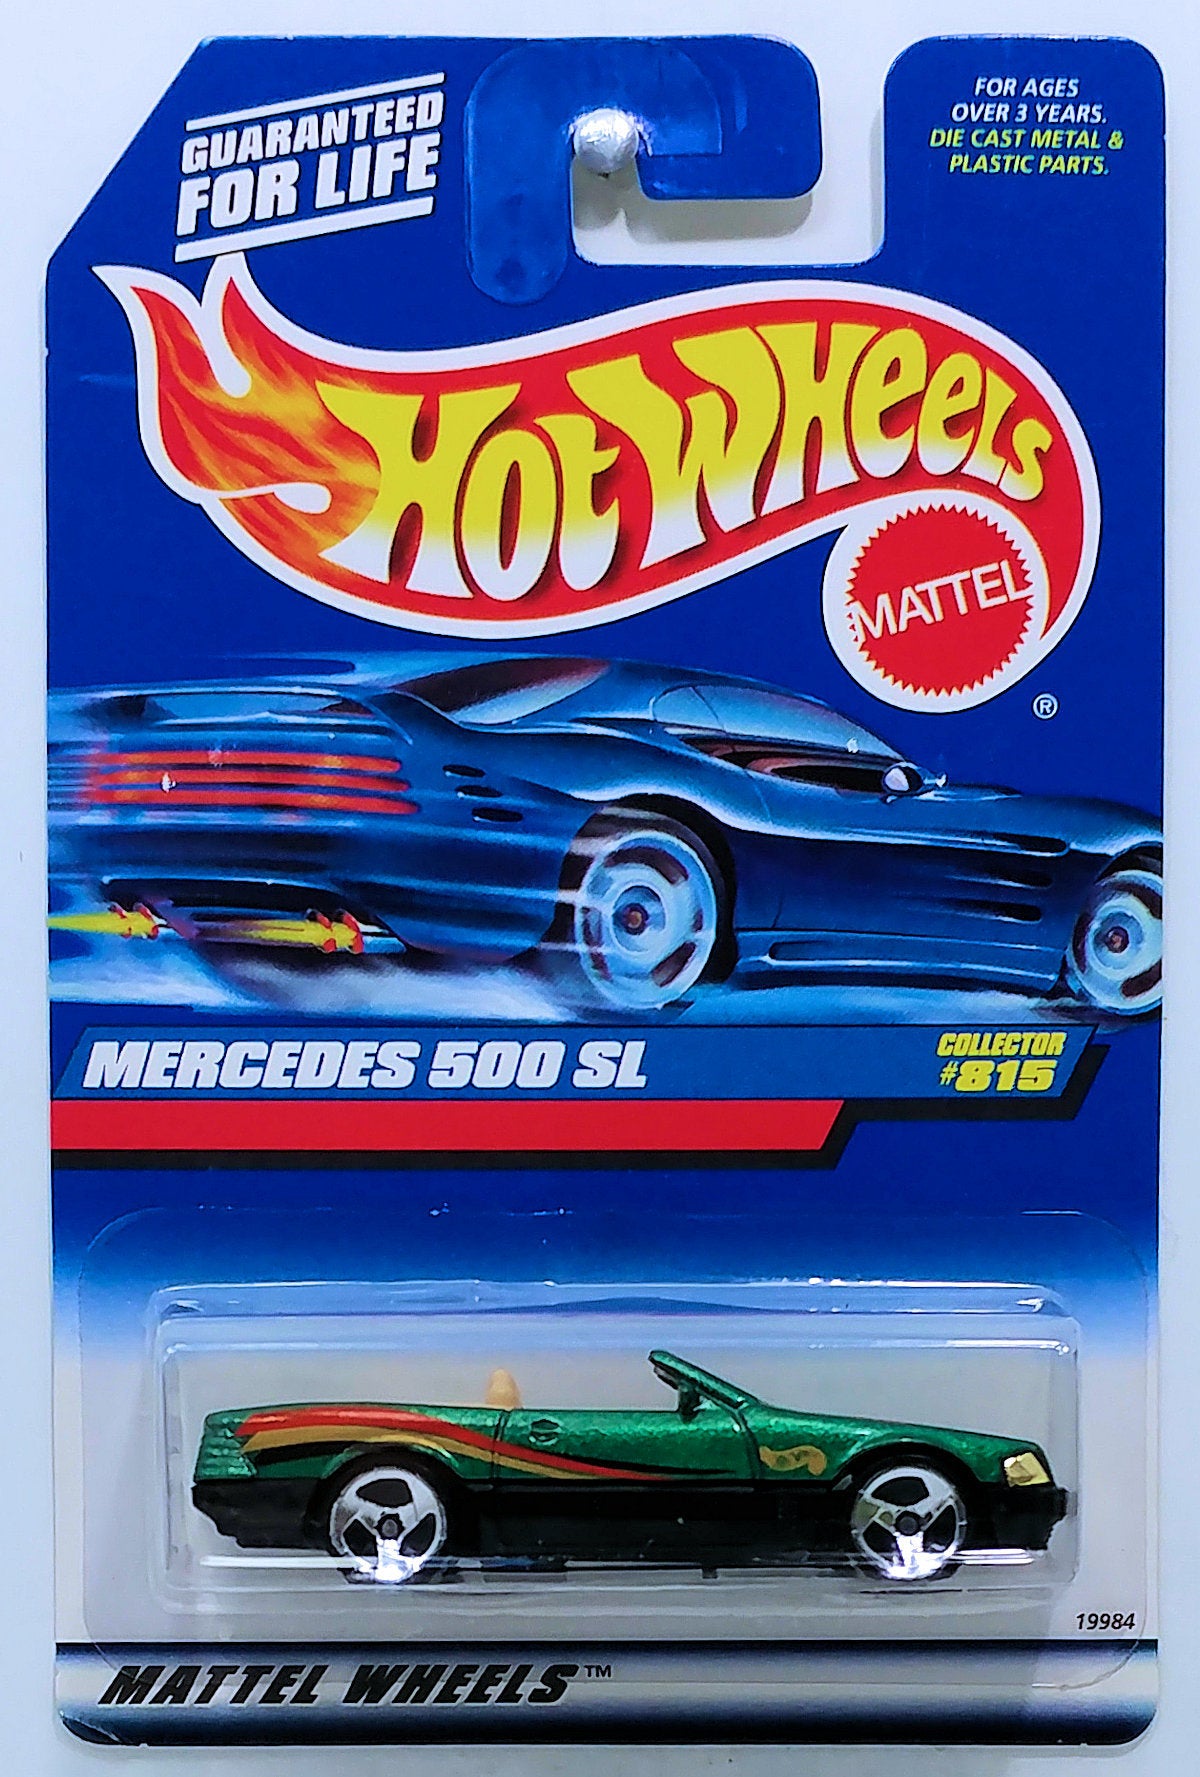 GUARANTEED
FOR LIFE
FOR AGES
OVER 3 YEARS.
DIE CAST METAL &
PLASTIC PARTS.
HOT WHEELS
MATTEL
®
MERCEDES 500 SL
COLLECTOR
#815
19984
MATTEL WHEELS™